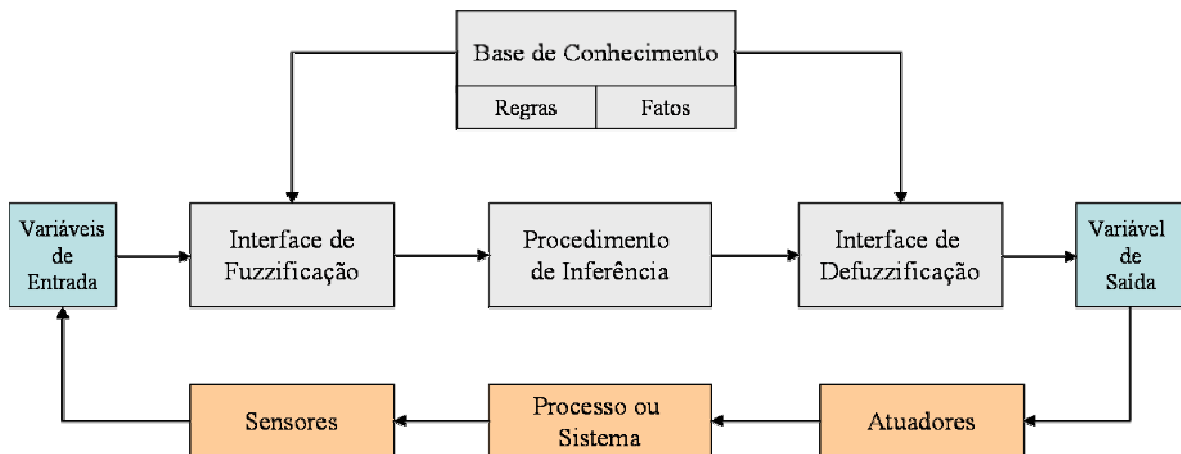 Base de Conhecimento
Regras
Fatos
Variáveis
de
Entrada
Interface de
Fuzzificação
Procedimento
de Inferência
Interface de
Defuzzificação
Variável
de
Saída
Sensores
Processo ou
Sistema
Atuadores